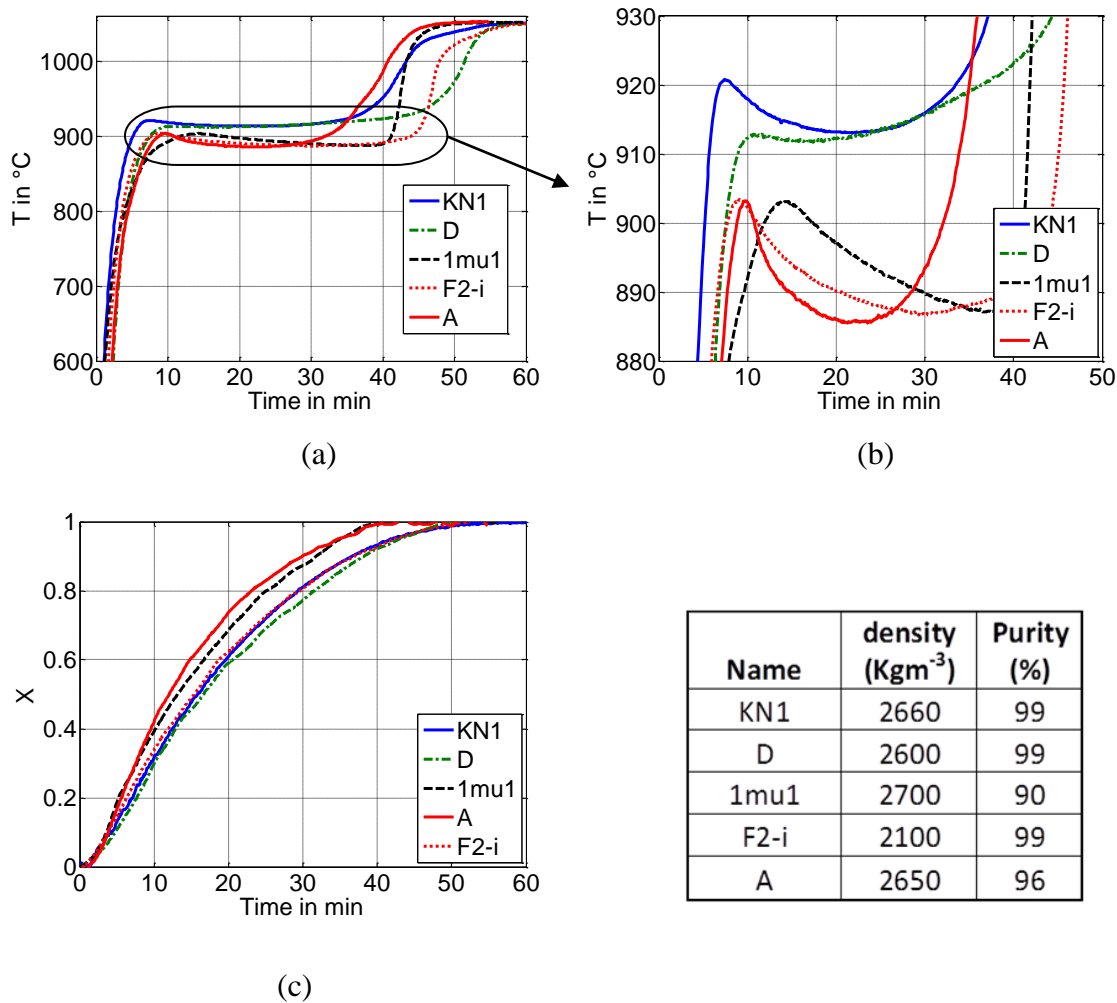 1000
900
800
700
600
T in °C
0 10 20 30 40 50 60
Time in min
KN1
D
1mu1
F2-i
A
(a)
930
920
910
900
890
880
T in °C
0 10 20 30 40 50
Time in min
KN1
D
1mu1
F2-i
A
(b)
1
0.8
0.6
0.4
0.2
0
X
0 10 20 30 40 50 60
Time in min
KN1
D
1mu1
A
F2-i
(c)
Name density (Kgm⁻³) Purity (%)
KN1 2660 99
D 2600 99
1mu1 2700 90
F2-i 2100 99
A 2650 96